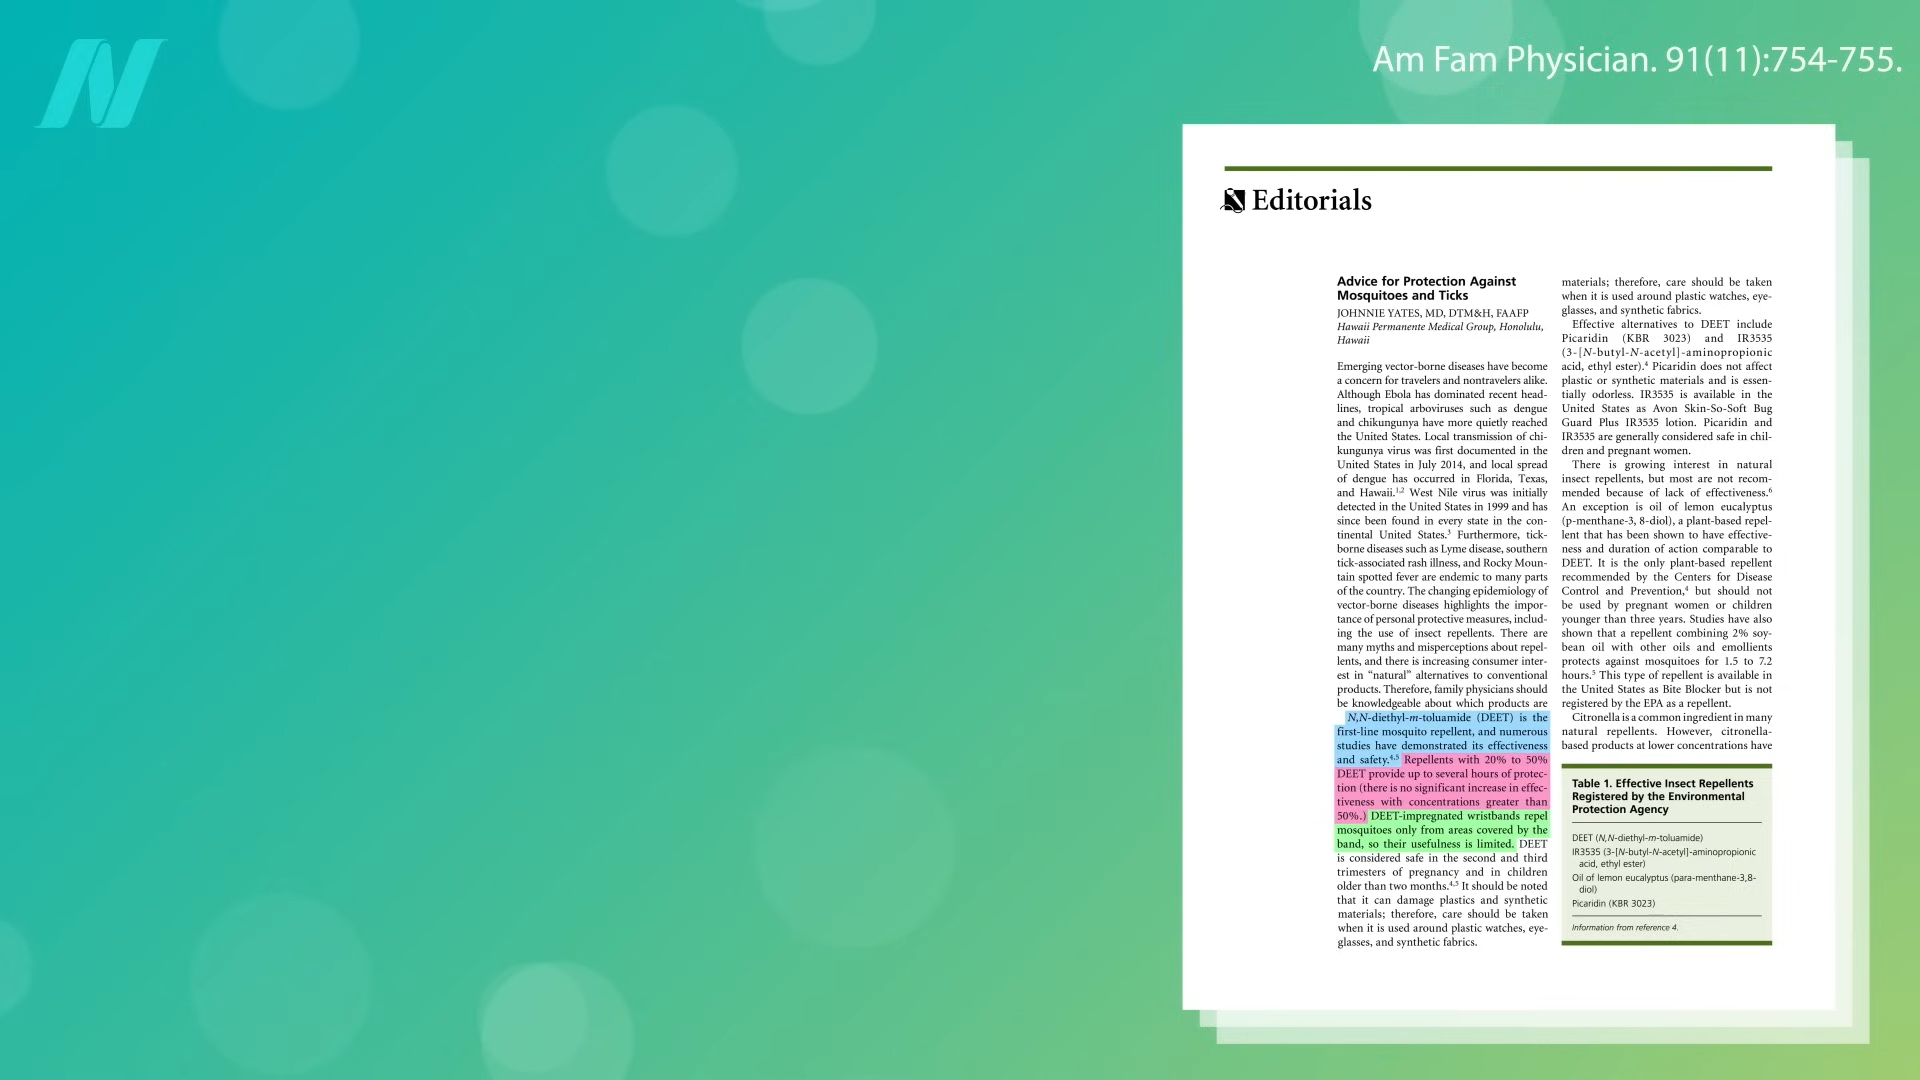 Am Fam Physician. 91(11):754-755.
Editorials
Advice for Protection Against
Mosquitoes and Ticks
JOHNNIE YATES, MD, DTM&H, FAAFP
Hawaii Permanente Medical Group, Honolulu,
Hawaii
Emerging vector-borne diseases have become
a concern for travelers and nontravelers alike.
Although Ebola has dominated recent head-
lines, tropical arboviruses such as dengue
and chikungunya have more quietly reached
the United States. Local transmission of chi-
kungunya virus was first documented in the
United States in July 2014, and local spread
of dengue has occurred in Florida, Texas,
and Hawaii.1,2 West Nile virus was initially
detected in the United States in 1999 and has
since been found in every state in the con-
tinental United States.3 Furthermore, tick-
borne diseases such as Lyme disease, southern
tick-associated rash illness, and Rocky Moun-
tain spotted fever are endemic to many parts
of the country. The changing epidemiology of
vector-borne diseases highlights the impor-
tance of personal protective measures, includ-
ing the use of insect repellents. There are
many myths and misperceptions about repel-
lents, and there is increasing consumer inter-
est in “natural” alternatives to conventional
products. Therefore, family physicians should
be knowledgeable about which products are
N,N-diethyl-m-toluamide (DEET) is the
first-line mosquito repellent, and numerous
studies have demonstrated its effectiveness
and safety.4,5 Repellents with 20% to 50%
DEET provide up to several hours of protec-
tion (there is no significant increase in effec-
tiveness with concentrations greater than
50%.) DEET-impregnated wristbands repel
mosquitoes only from areas covered by the
band, so their usefulness is limited. DEET
is considered safe in the second and third
trimesters of pregnancy and in children
older than two months.4,5 It should be noted
that it can damage plastics and synthetic
materials; therefore, care should be taken
when it is used around plastic watches, eye-
glasses, and synthetic fabrics.
materials; therefore, care should be taken
when it is used around plastic watches, eye-
glasses, and synthetic fabrics.
Effective alternatives to DEET include
Picaridin (KBR 3023) and IR3535
(3-[N-butyl-N-acetyl]-aminopropionic
acid, ethyl ester).4 Picaridin does not affect
plastic or synthetic materials and is essen-
tially odorless. IR3535 is available in the
United States as Avon Skin-So-Soft Bug
Guard Plus IR3535 lotion. Picaridin and
IR3535 are generally considered safe in chil-
dren and pregnant women.
There is growing interest in natural
insect repellents, but most are not recom-
mended because of lack of effectiveness.6
An exception is oil of lemon eucalyptus
(p-menthane-3, 8-diol), a plant-based repel-
lent that has been shown to have effective-
ness and duration of action comparable to
DEET. It is the only plant-based repellent
recommended by the Centers for Disease
Control and Prevention,4 but should not
be used by pregnant women or children
younger than three years. Studies have also
shown that a repellent combining 2% soy-
bean oil with other oils and emollients
protects against mosquitoes for 1.5 to 7.2
hours.5 This type of repellent is available in
the United States as Bite Blocker but is not
registered by the EPA as a repellent.
Citronella is a common ingredient in many
natural repellents. However, citronella-
based products at lower concentrations have
Table 1. Effective Insect Repellents
Registered by the Environmental
Protection Agency
DEET (N,N-diethyl-m-toluamide)
IR3535 (3-[N-butyl-N-acetyl]-aminopropionic
acid, ethyl ester)
Oil of lemon eucalyptus (para-menthane-3,8-
diol)
Picaridin (KBR 3023)
Information from reference 4.